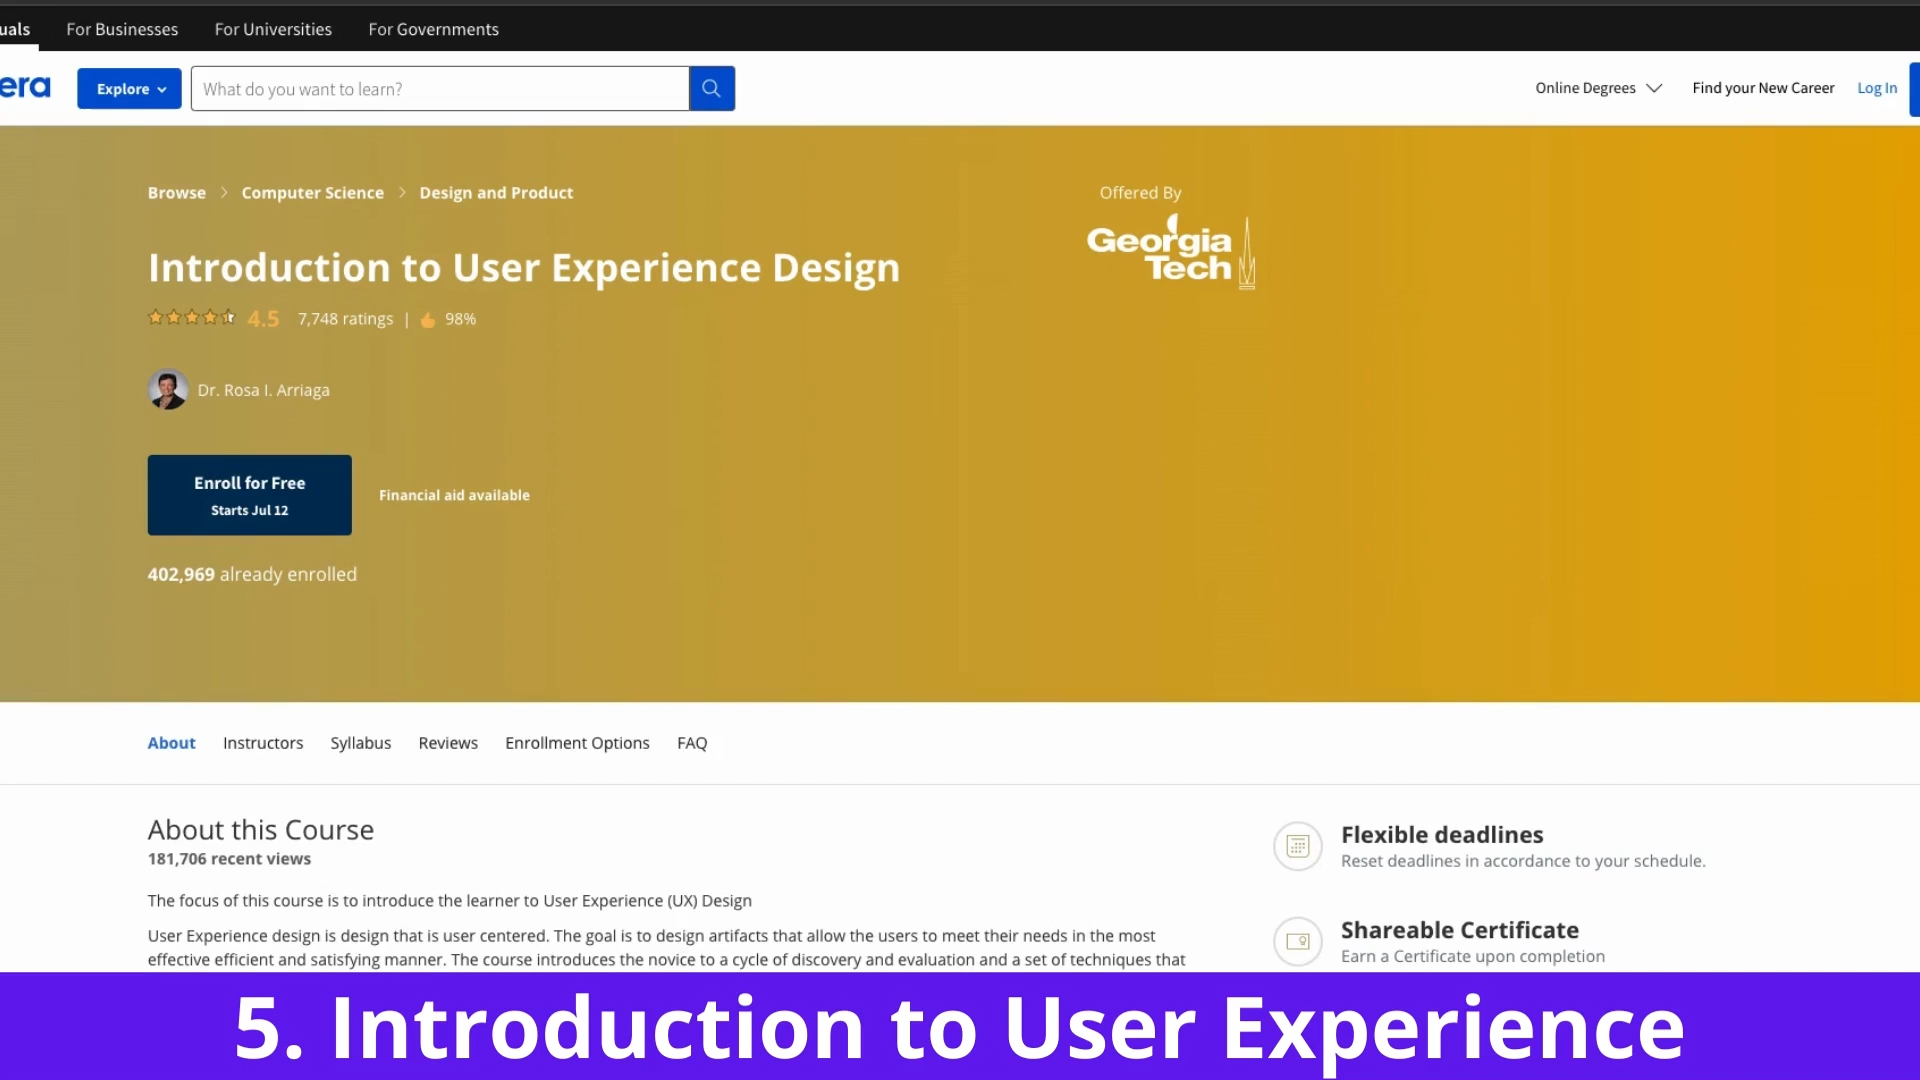 uals For Businesses For Universities For Governments
era Explore What do you want to learn? Online Degrees Find your New Career Log In
Browse > Computer Science > Design and Product
Offered By
Georgia
Tech
Introduction to User Experience Design
4.5 7,748 ratings | 98%
Dr. Rosa I. Arriaga
Enroll for Free
Starts Jul 12
Financial aid available
402,969 already enrolled
About Instructors Syllabus Reviews Enrollment Options FAQ
About this Course
181,706 recent views
The focus of this course is to introduce the learner to User Experience (UX) Design
User Experience design is design that is user centered. The goal is to design artifacts that allow the users to meet their needs in the most
effective efficient and satisfying manner. The course introduces the novice to a cycle of discovery and evaluation and a set of techniques that
Flexible deadlines
Reset deadlines in accordance to your schedule.
Shareable Certificate
Earn a Certificate upon completion
5. Introduction to User Experience